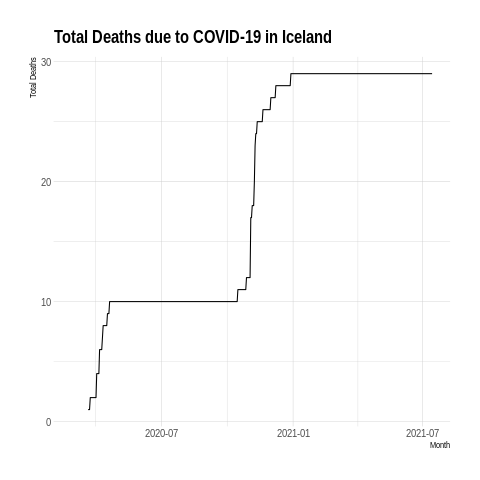 Total Deaths due to COVID-19 in Iceland
Total Deaths
30
20
10
0
2020-07
2021-01
2021-07
Month